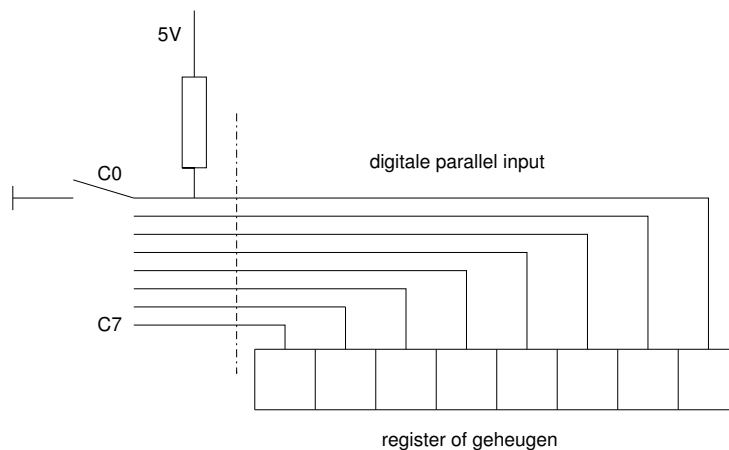 5V
C0
digitale parallel input
C7
register of geheugen